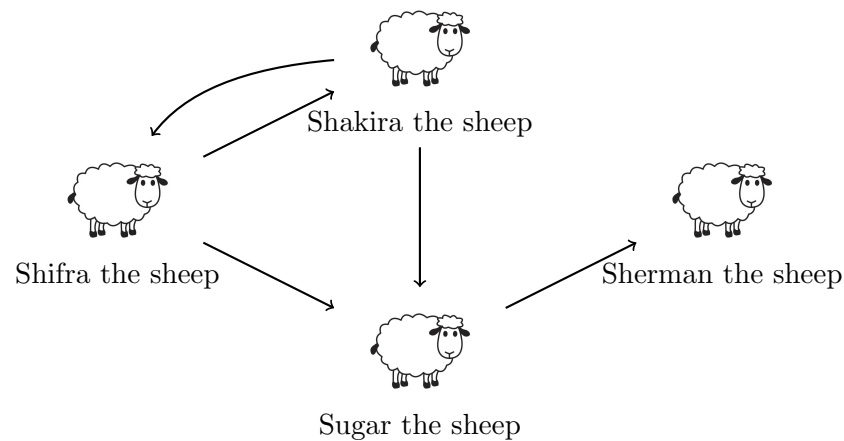 Shakira the sheep
Shifra the sheep
Sherman the sheep
Sugar the sheep